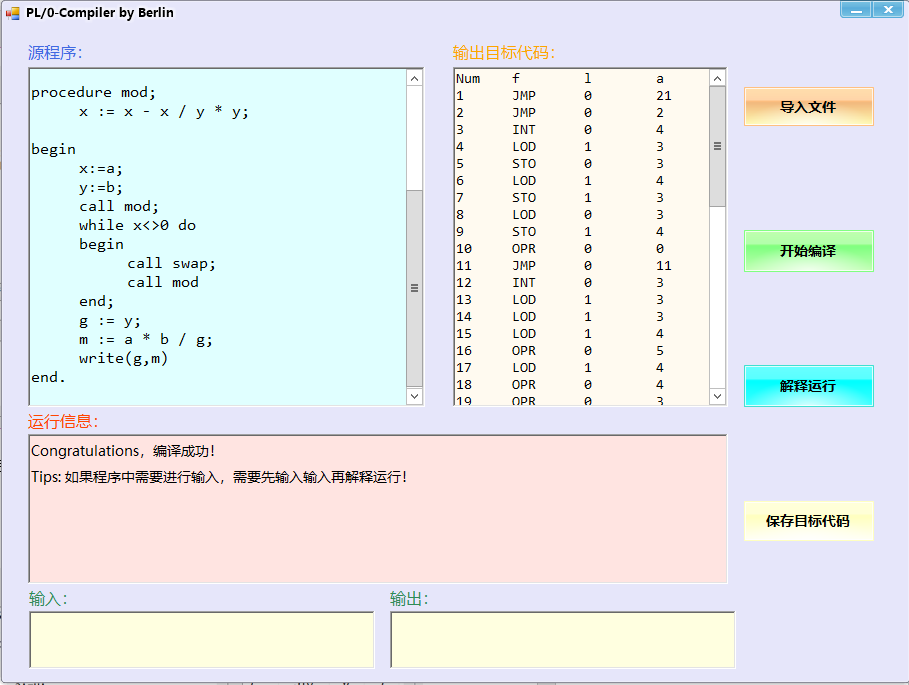 PL/0-Compiler by Berlin
源程序:
procedure mod;
x := x - x / y * y;
begin
x:=a;
y:=b;
call mod;
while x<>0 do
begin
call swap;
call mod
end;
g := y;
m := a * b / g;
write(g,m)
end.
输出目标代码:
Num f l a
1 JMP 0 21
2 JMP 0 2
3 INT 0 4
4 LOD 1 3
5 STO 0 3
6 LOD 1 4
7 STO 1 3
8 LOD 0 3
9 STO 1 4
10 OPR 0 0
11 JMP 0 11
12 INT 0 3
13 LOD 1 3
14 LOD 1 3
15 LOD 1 4
16 OPR 0 5
17 LOD 1 4
18 OPR 0 4
19 OPR 0 3
导入文件
开始编译
解释运行
保存目标代码
运行信息:
Congratulations，编译成功!
Tips: 如果程序中需要进行输入，需要先输入输入再解释运行!
输入:
输出: